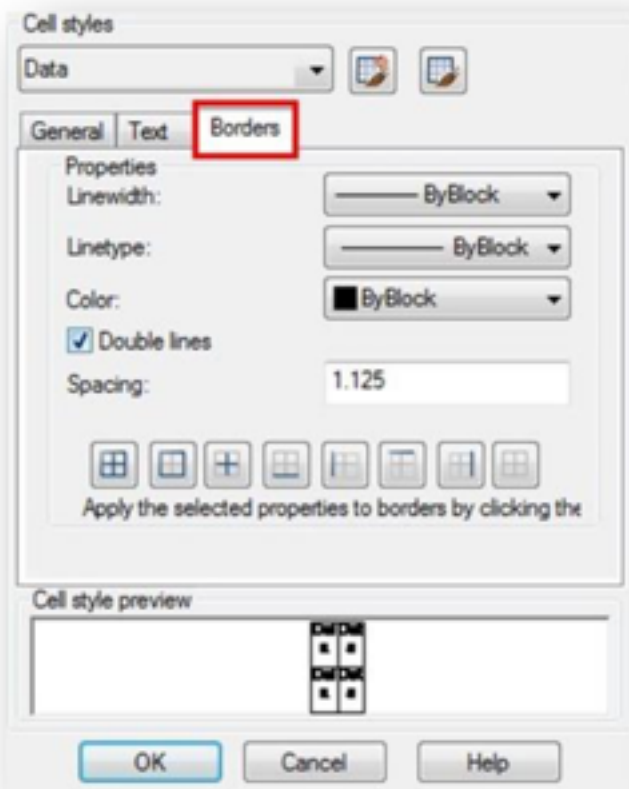 Cell styles
Data
General Text Borders
Properties
Linewidth: ByBlock
Linetype: ByBlock
Color: ByBlock
Double lines
Spacing: 1.125
Apply the selected properties to borders by clicking the
Cell style preview
OK Cancel Help